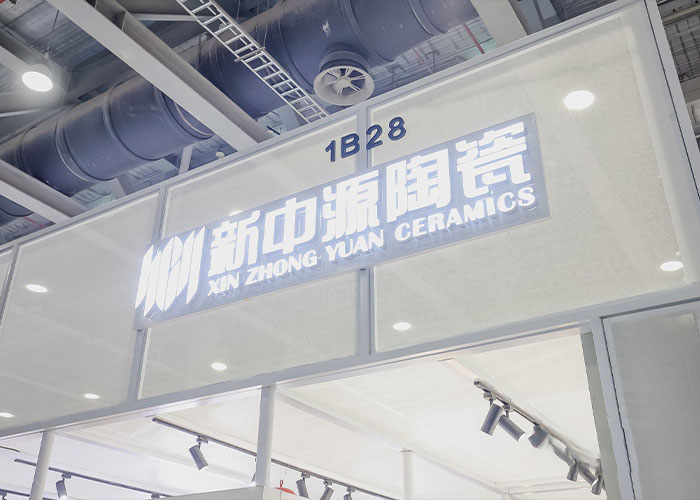 1B28
新中源陶瓷
XIN ZHONG YUAN CERAMICS